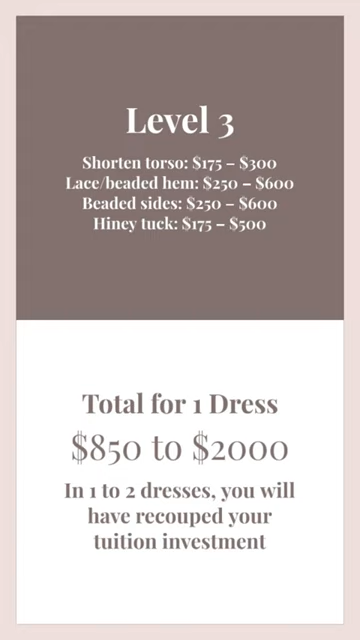 Level 3
Shorten torso: $175 – $300
Lace/beaded hem: $250 – $600
Beaded sides: $250 – $600
Hiney tuck: $175 – $500
Total for 1 Dress
$850 to $2000
In 1 to 2 dresses, you will
have recouped your
tuition investment